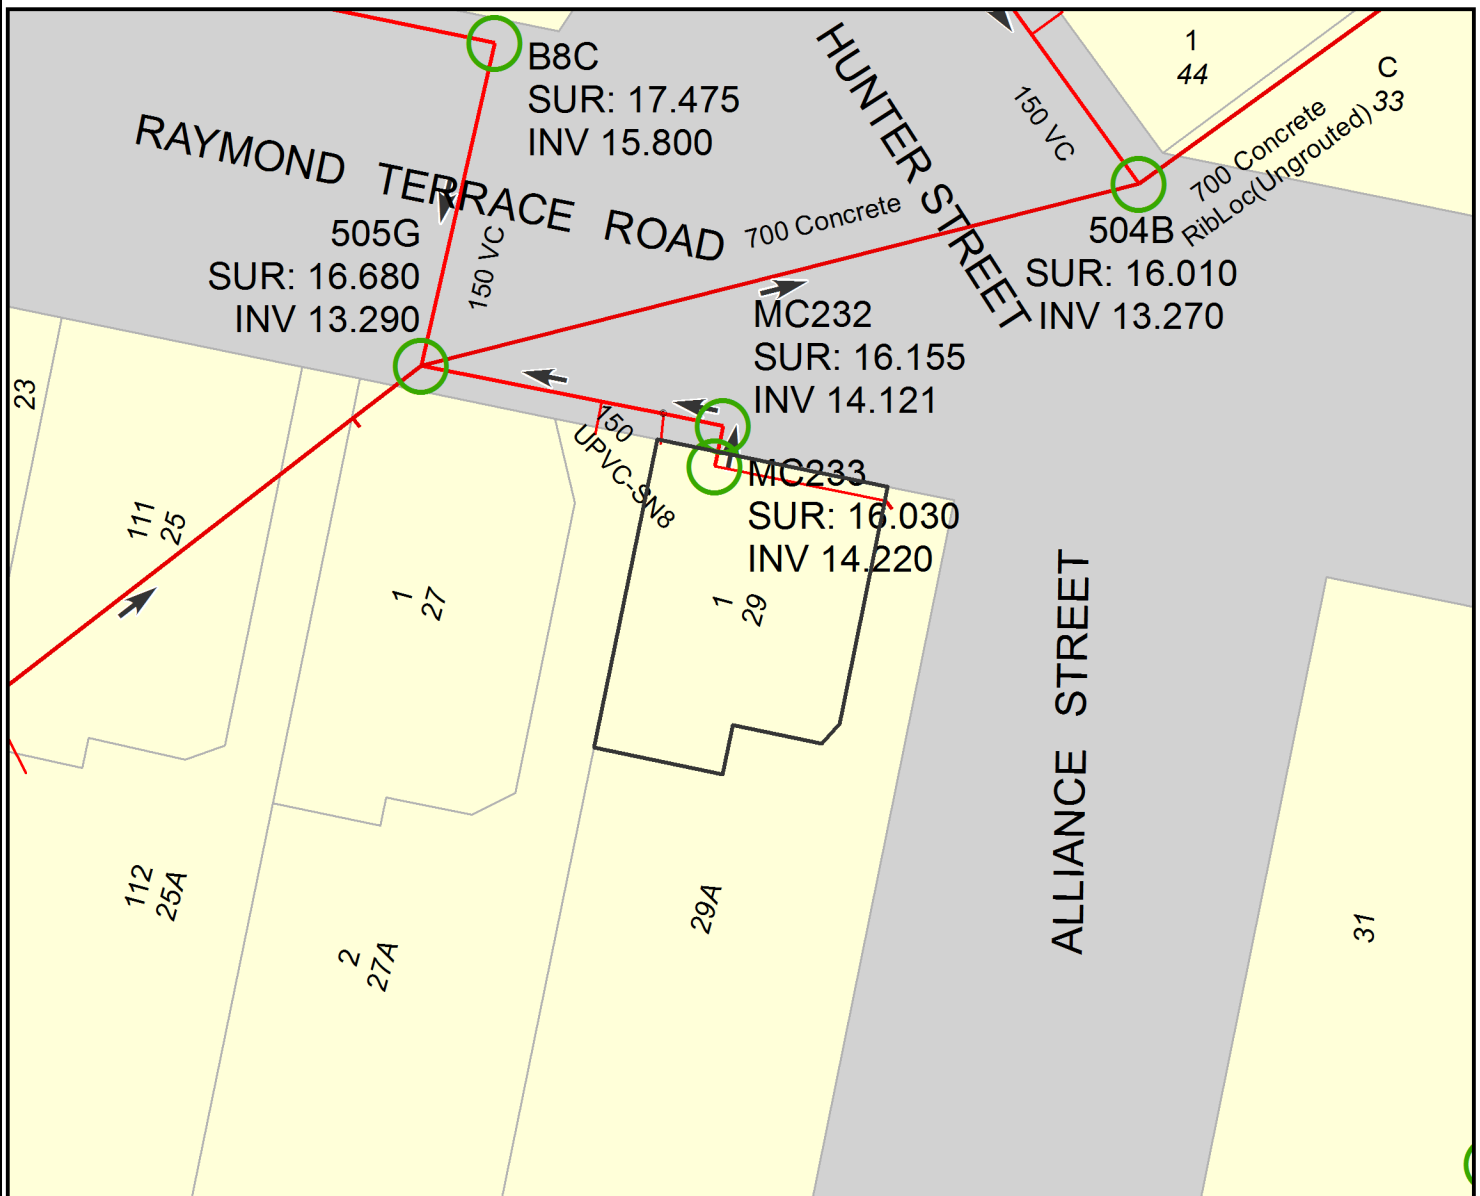 B8C
SUR: 17.475
INV 15.800
RAYMOND TERRACE ROAD
HUNTER STREET
1
44
C
33
150 VC
700 Concrete
RibLoc(Ungrouted)
504B
SUR: 16.010
INV 13.270
505G
SUR: 16.680
INV 13.290
150 VC
700 Concrete
MC232
SUR: 16.155
INV 14.121
150
UPVC-SN8
MC233
SUR: 16.030
INV 14.220
23
111
25
1
27
1
29
ALLIANCE STREET
112
25A
2
27A
29A
31